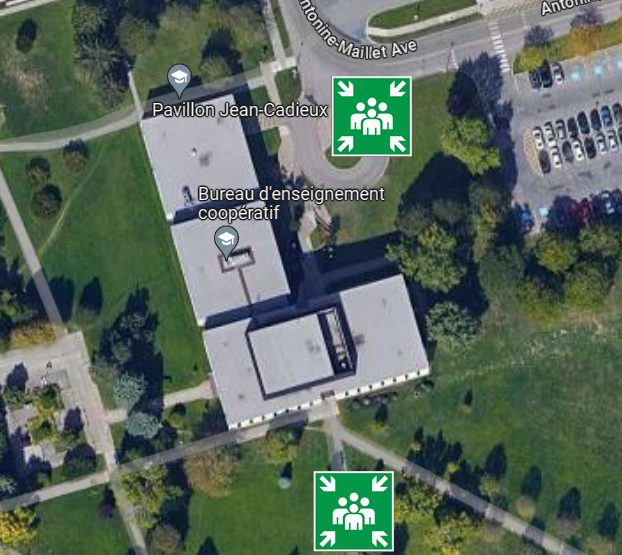 Antonine-Maillet Ave
Antonin
Pavillon Jean-Cadieux
Bureau d'enseignement
coopératif